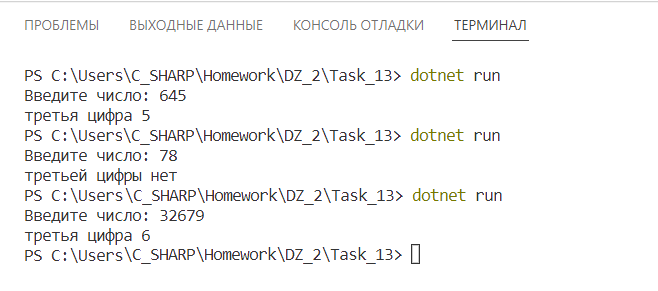 ПРОБЛЕМЫ ВЫХОДНЫЕ ДАННЫЕ КОНСОЛЬ ОТЛАДКИ ТЕРМИНАЛ
PS C:\Users\C_SHARP\Homework\DZ_2\Task_13> dotnet run
Введите число: 645
третья цифра 5
PS C:\Users\C_SHARP\Homework\DZ_2\Task_13> dotnet run
Введите число: 78
третьей цифры нет
PS C:\Users\C_SHARP\Homework\DZ_2\Task_13> dotnet run
Введите число: 32679
третья цифра 6
PS C:\Users\C_SHARP\Homework\DZ_2\Task_13>